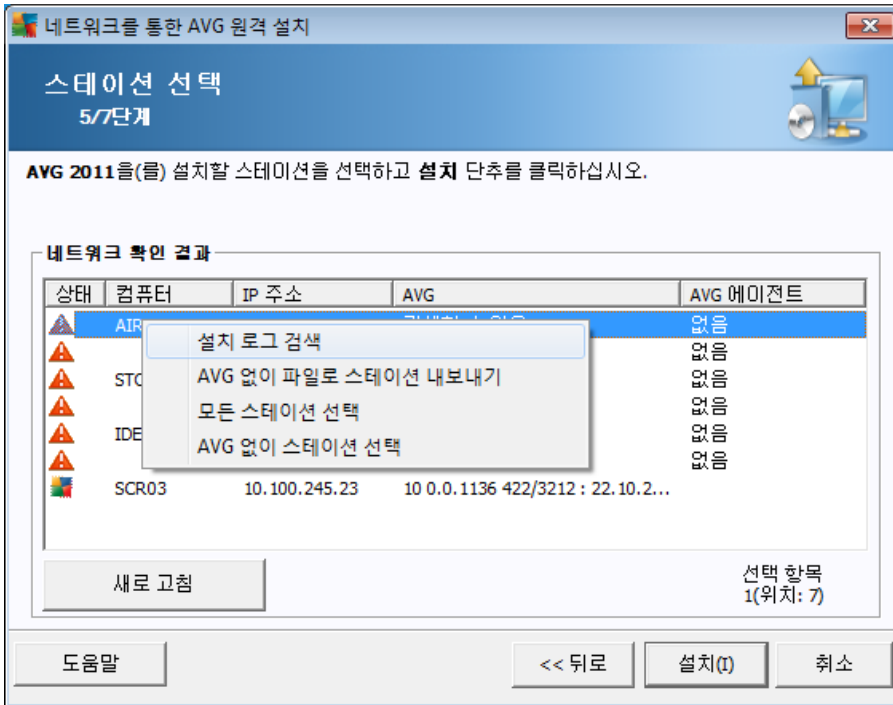 네트워크를 통한 AVG 원격 설치
스테이션 선택
5/7단계
AVG 2011을(를) 설치할 스테이션을 선택하고 설치 단추를 클릭하십시오.
네트워크 확인 결과
상태 컴퓨터 IP 주소 AVG AVG 에이전트
AIR 없음
설치 로그 검색
없음
AVG 없이 파일로 스테이션 내보내기
STO 없음
모든 스테이션 선택
없음
IDE 없음
AVG 없이 스테이션 선택
없음
SCR03 10.100.245.23 10 0.0.1136 422/3212 : 22.10.2...
새로 고침
선택 항목
1(위치: 7)
도움말 << 뒤로 설치(I) 취소